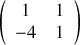 ( 1 1 )
( −4 1 )